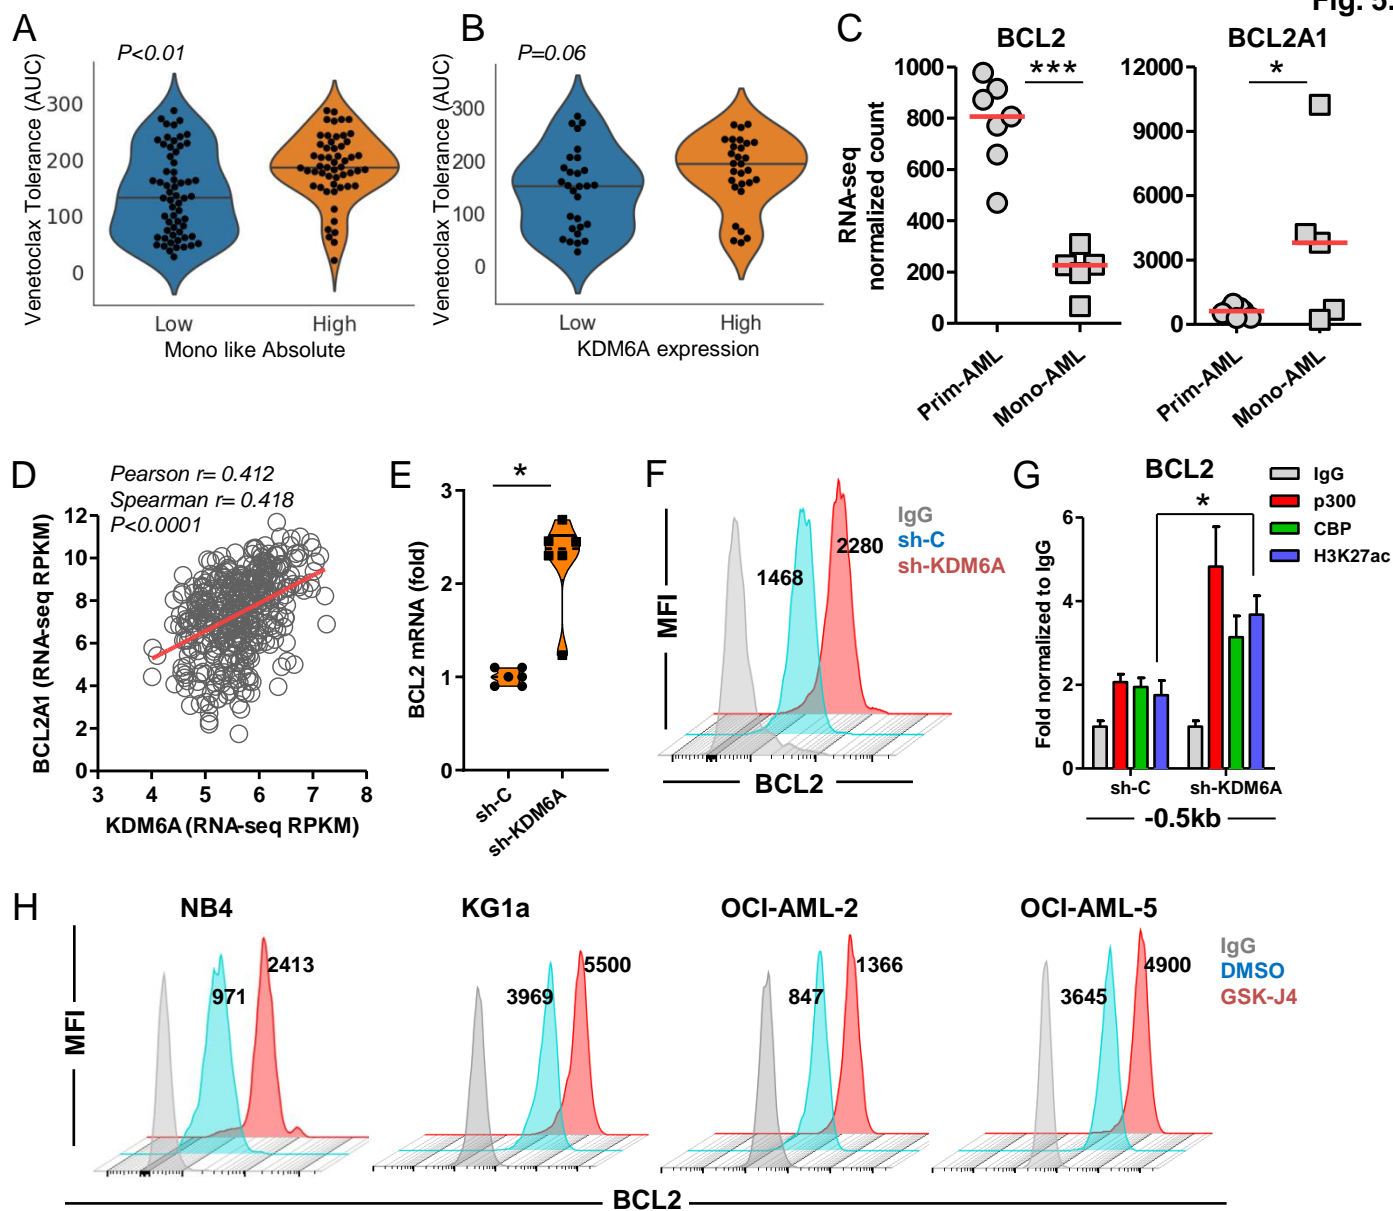 Fig. 5.
A
P<0.01
Venetoclax Tolerance (AUC)
300
200
100
0
Low
High
Mono like Absolute
B
P=0.06
Venetoclax Tolerance (AUC)
300
200
100
0
Low
High
KDM6A expression
C
BCL2
***
RNA-seq
normalized count
1000
800
600
400
200
0
Prim-AML
Mono-AML
BCL2A1
*
12000
9000
6000
3000
0
Prim-AML
Mono-AML
D
Pearson r= 0.412
Spearman r= 0.418
P<0.0001
BCL2A1 (RNA-seq RPKM)
12
10
8
6
4
2
0
3
4
5
6
7
8
KDM6A (RNA-seq RPKM)
E
*
BCL2 mRNA (fold)
3
2
1
0
sh-C
sh-KDM6A
F
MFI
1468
2280
IgG
sh-C
sh-KDM6A
BCL2
G
BCL2
*
IgG
p300
CBP
H3K27ac
Fold normalized to IgG
6
4
2
0
sh-C
sh-KDM6A
-0.5kb
H
MFI
NB4
971
2413
KG1a
3969
5500
OCI-AML-2
847
1366
OCI-AML-5
3645
4900
IgG
DMSO
GSK-J4
BCL2